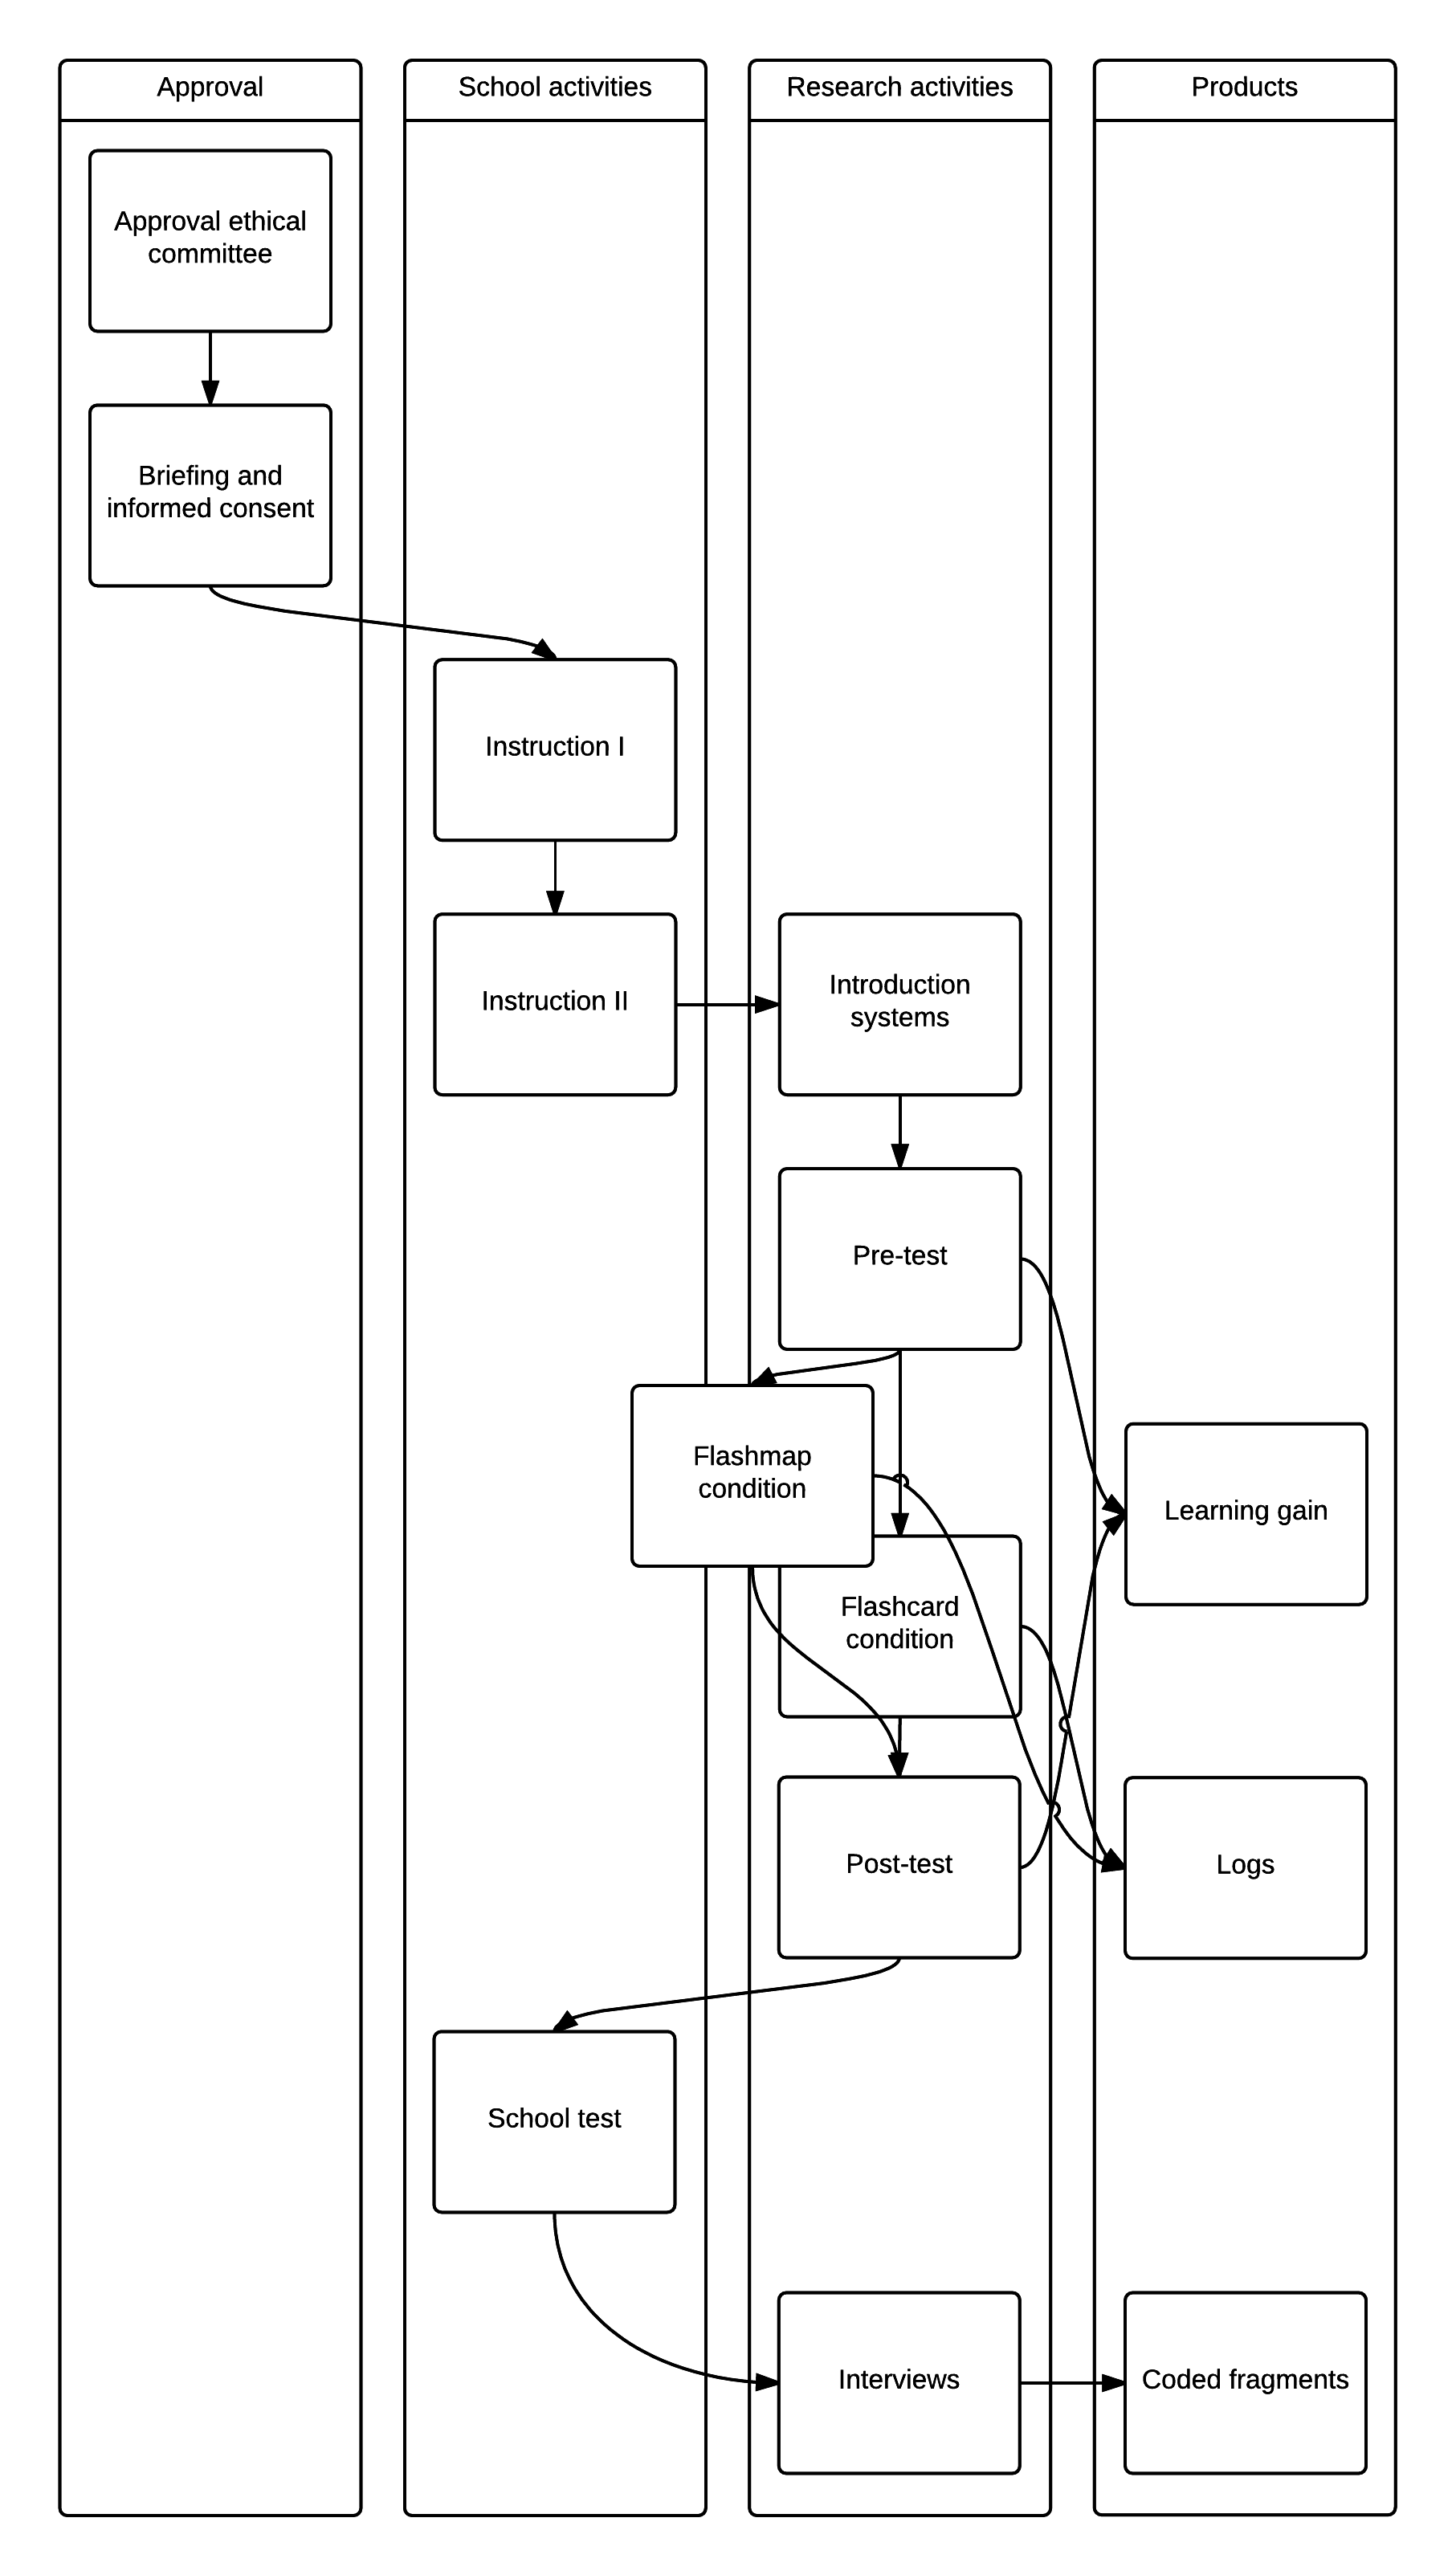 Approval
School activities
Research activities
Products
Approval ethical
committee
Briefing and
informed consent
Instruction I
Instruction II
Introduction
systems
Pre-test
Flashmap
condition
Learning gain
Flashcard
condition
Post-test
Logs
School test
Interviews
Coded fragments